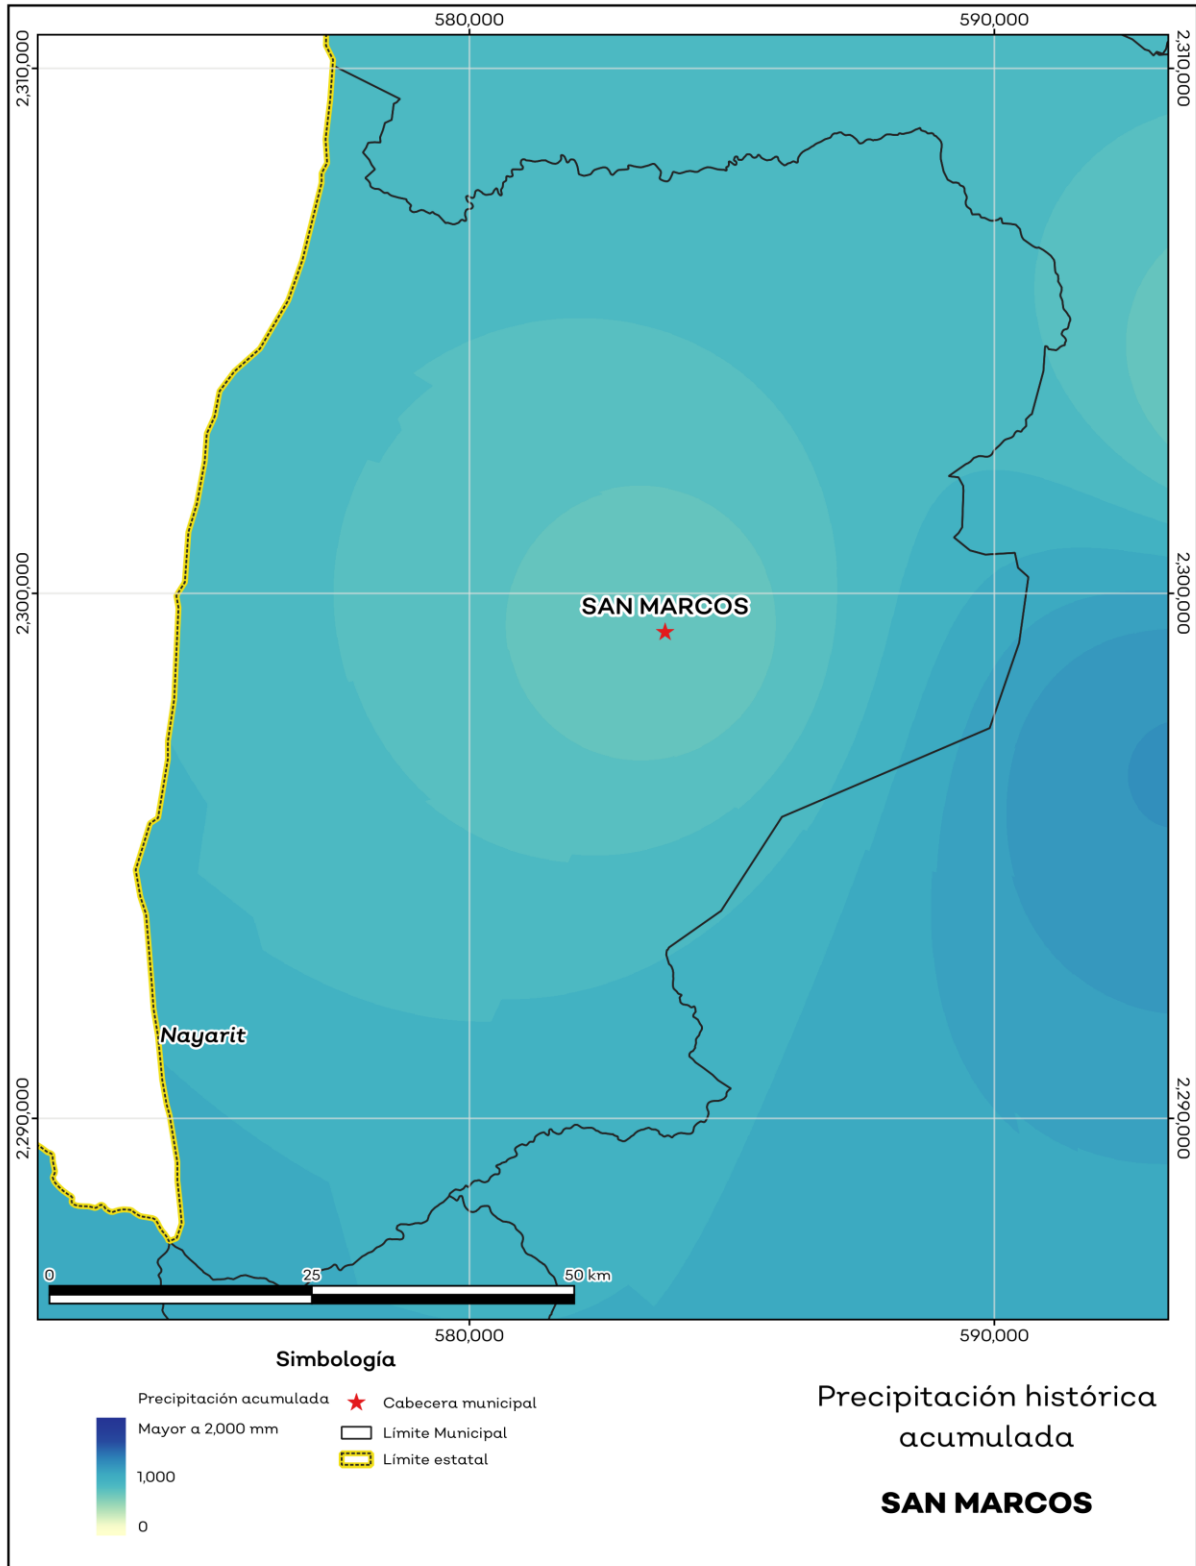 580,000
590,000
2,310,000
2,310,000
SAN MARCOS
2,300,000
2,300,000
Nayarit
2,290,000
2,290,000
0
25
50 km
580,000
590,000
Simbología
Precipitación acumulada
Mayor a 2,000 mm
1,000
0
Cabecera municipal
Límite Municipal
Límite estatal
Precipitación histórica
acumulada
SAN MARCOS